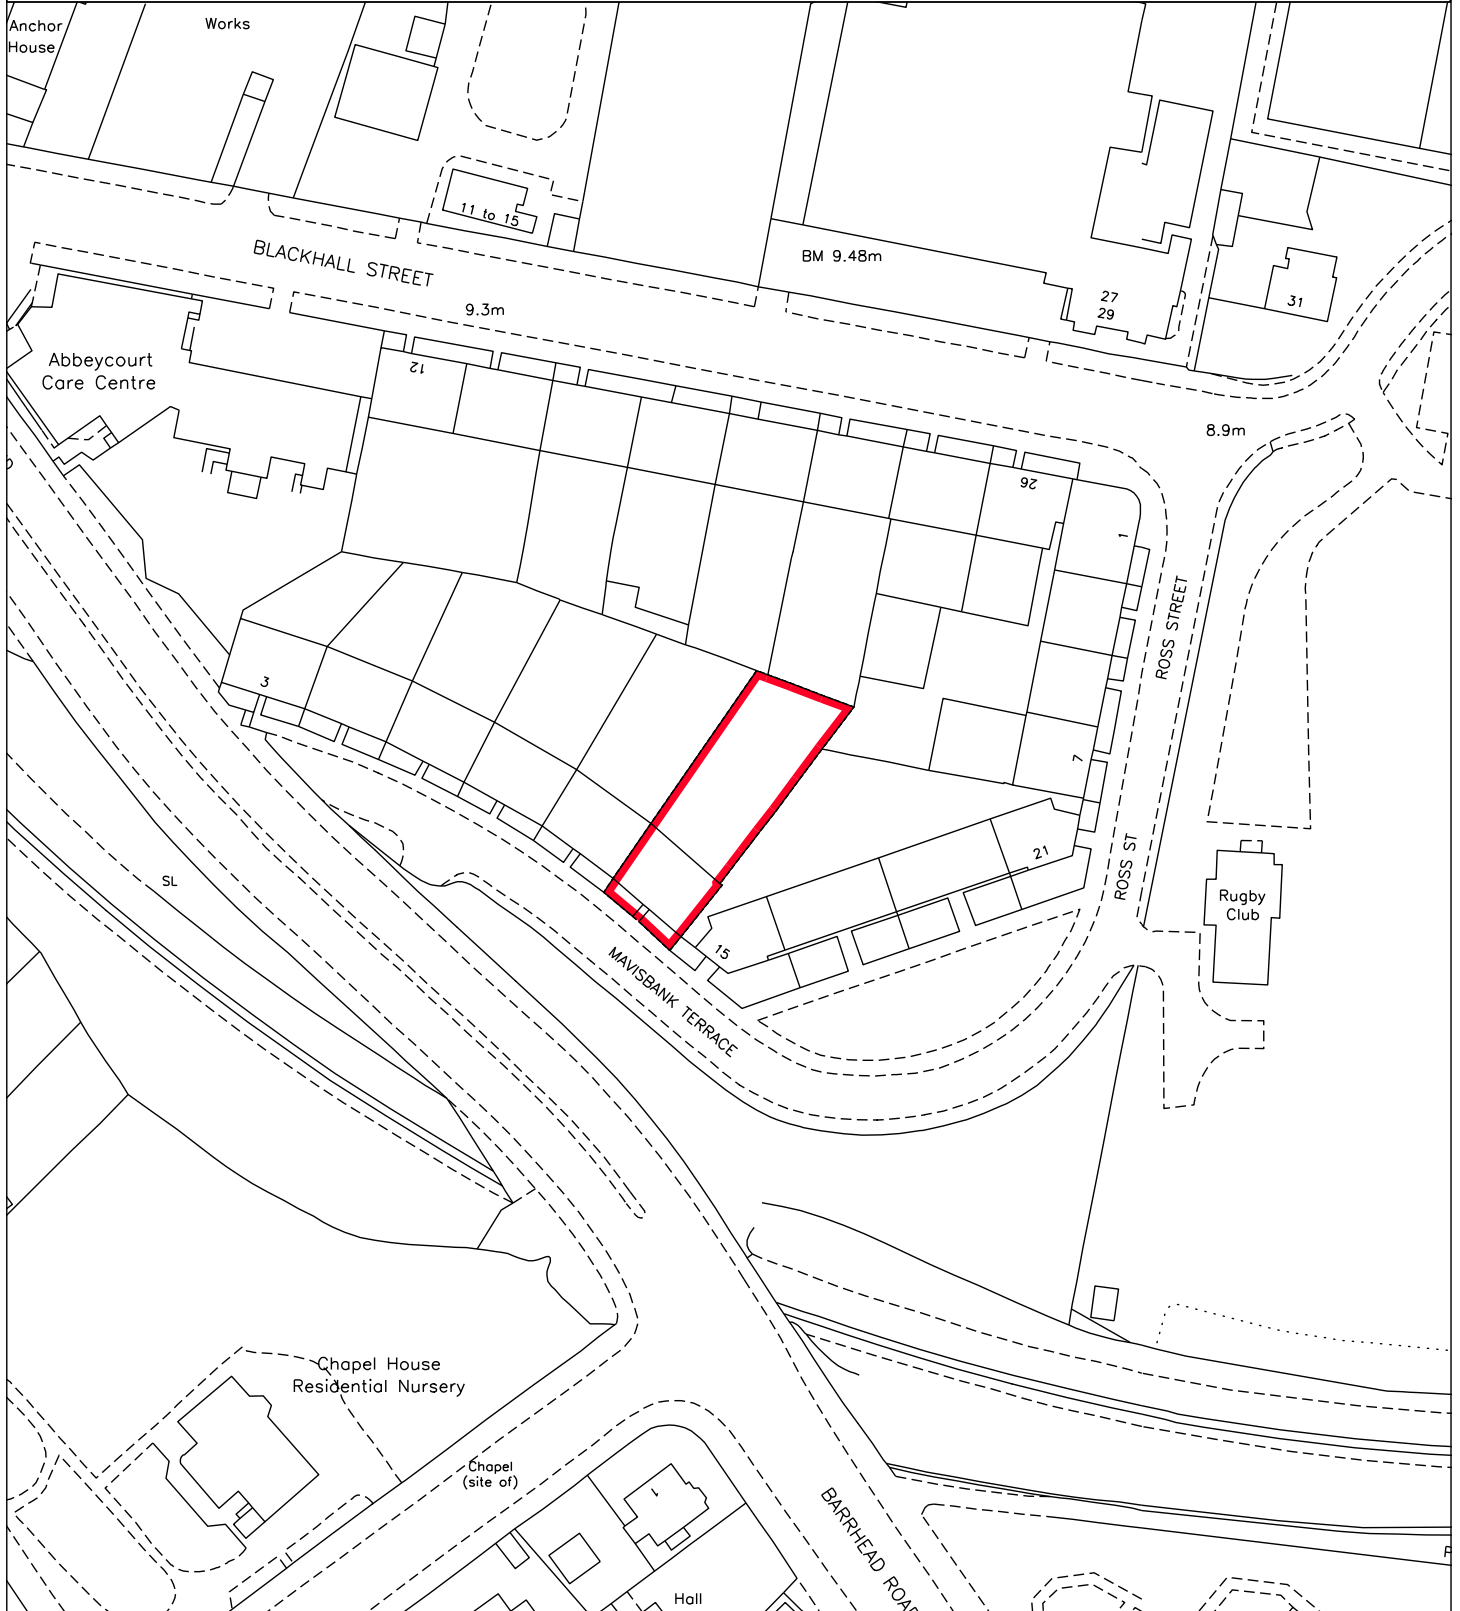 Anchor
House
Works
11 to 15
BLACKHALL STREET
BM 9.48m
27
29
31
9.3m
Abbeycourt
Care Centre
12
8.9m
26
1
ROSS STREET
3
7
21
SL
ROSS ST
Rugby
Club
15
MAVISBANK TERRACE
Chapel House
Residential Nursery
Chapel
(site of)
1
BARRHEAD ROAD
Hall